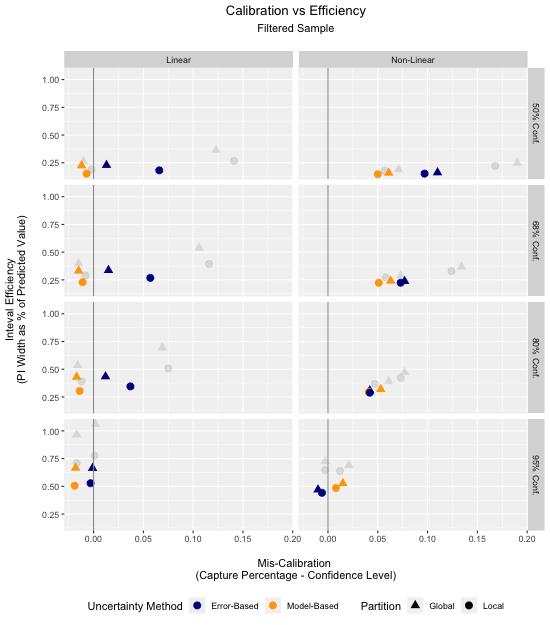 Calibration vs Efficiency
Filtered Sample
Linear
Non-Linear
1.00
0.75
0.50
0.25
50% Conf.
1.00
0.75
0.50
0.25
68% Conf.
1.00
0.75
0.50
0.25
80% Conf.
1.00
0.75
0.50
0.25
95% Conf.
Inteval Efficiency
(PI Width as % of Predicted Value)
0.00 0.05 0.10 0.15 0.20
0.00 0.05 0.10 0.15 0.20
Mis-Calibration
(Capture Percentage - Confidence Level)
Uncertainty Method Error-Based Model-Based Partition Global Local